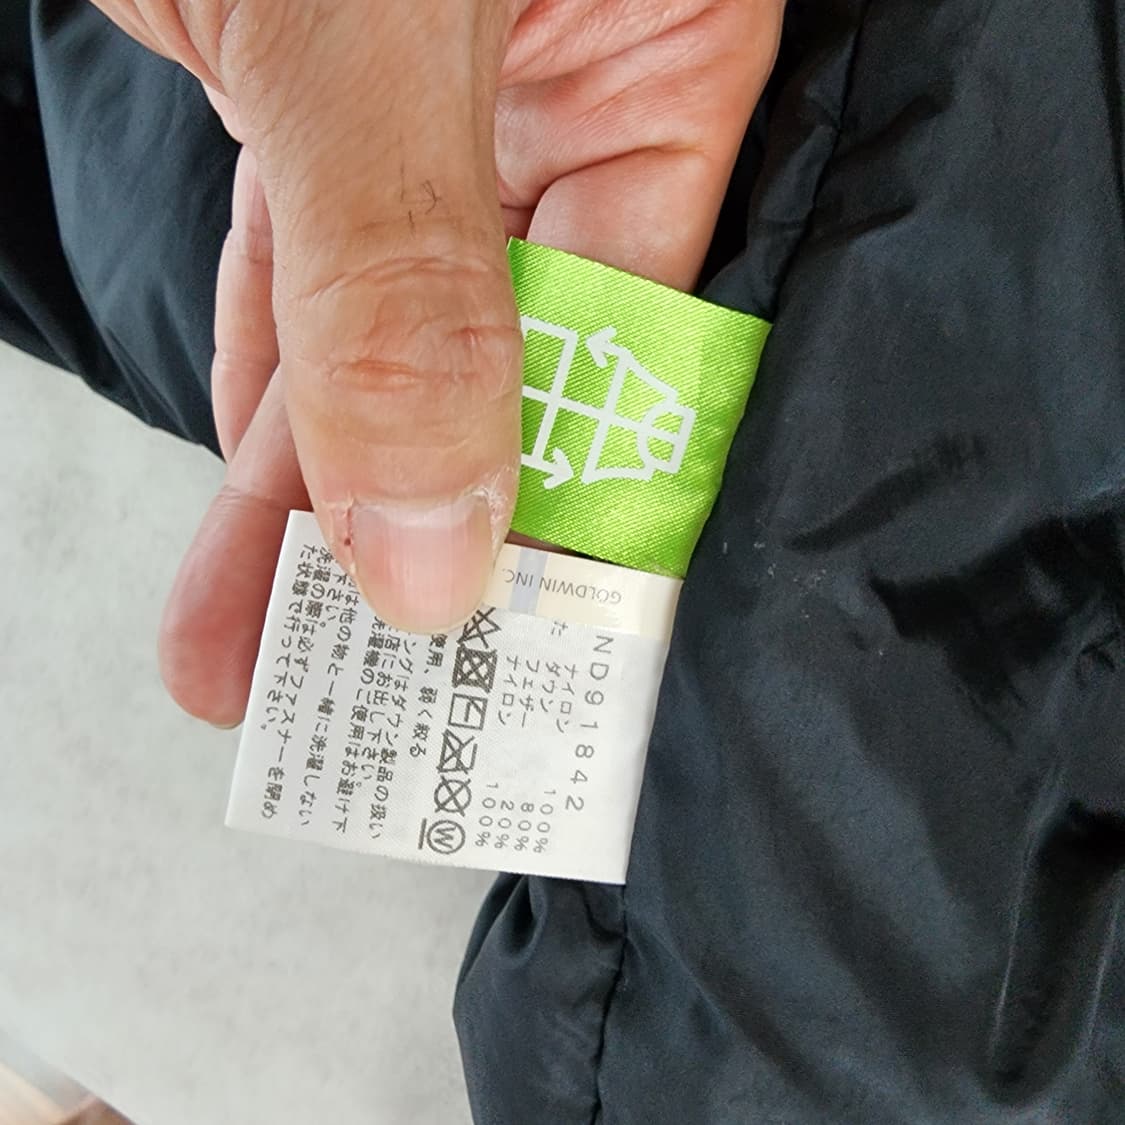 GOLDWIN INC.
ND91842
た
ナイロン 100%
ダウン 80%
フェザー 20%
ナイロン 100%
W
使用、弱く絞る
ングはダウン製品の扱い
店にお出し下さい。
洗濯機のご使用はお避け下
下さい。
は他の物と一緒に洗濯しない
洗濯の際は必ずファスナーを閉め
た状態で行って下さい。